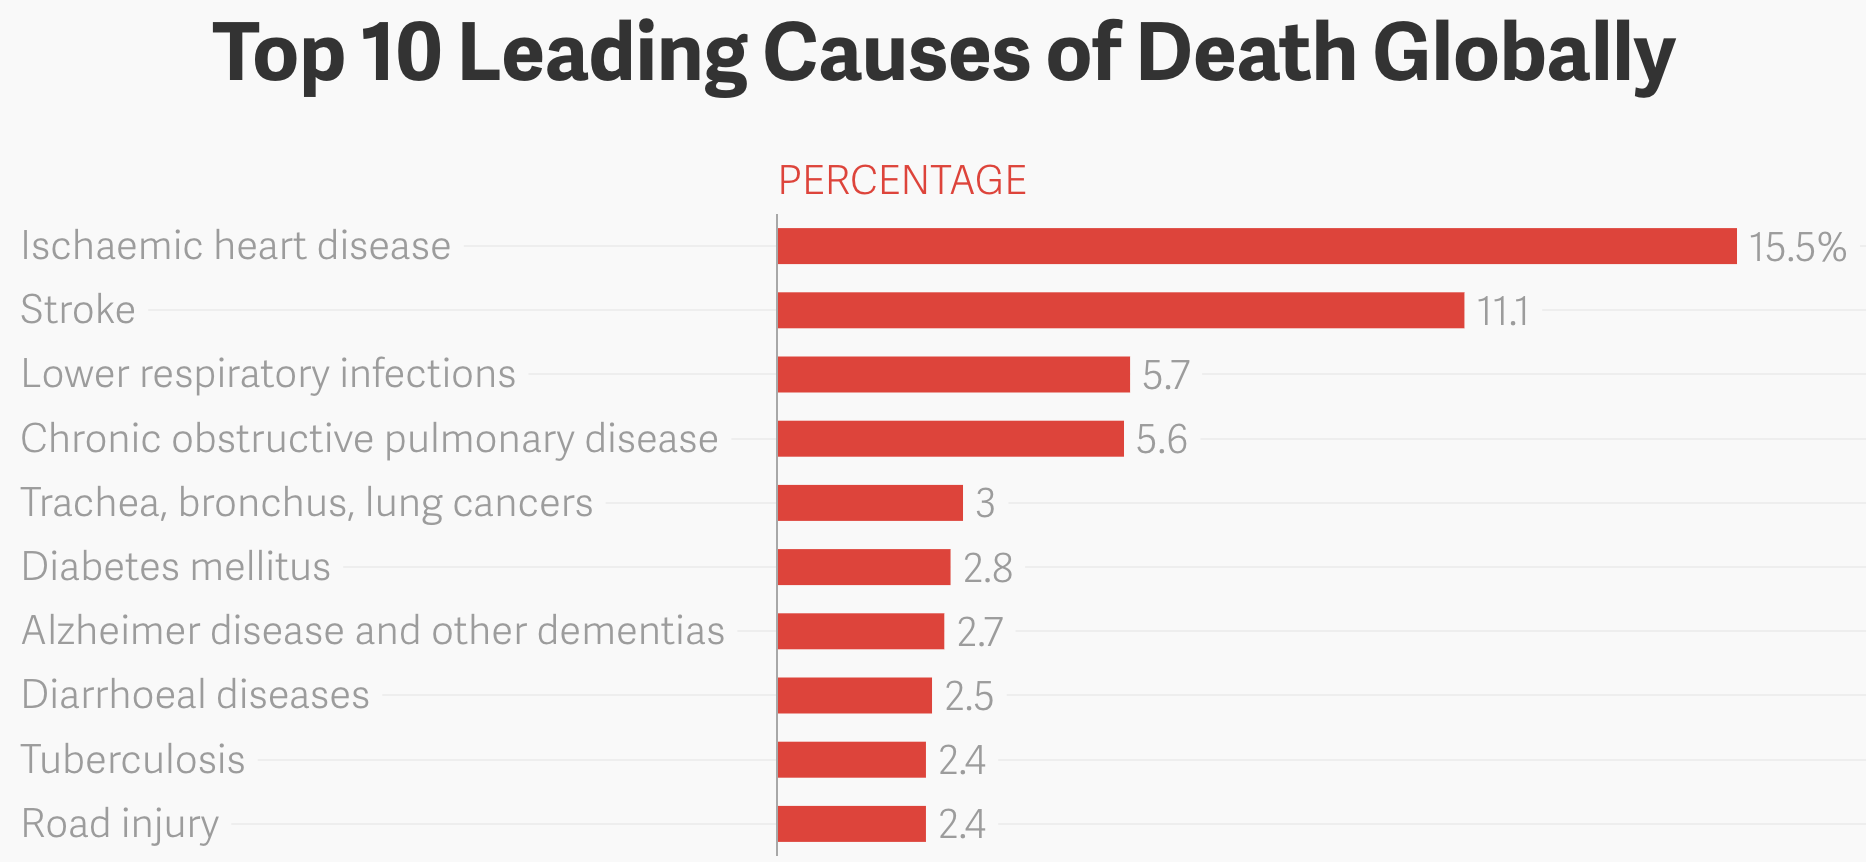 Top 10 Leading Causes of Death Globally
PERCENTAGE
Ischaemic heart disease 15.5%
Stroke 11.1
Lower respiratory infections 5.7
Chronic obstructive pulmonary disease 5.6
Trachea, bronchus, lung cancers 3
Diabetes mellitus 2.8
Alzheimer disease and other dementias 2.7
Diarrhoeal diseases 2.5
Tuberculosis 2.4
Road injury 2.4